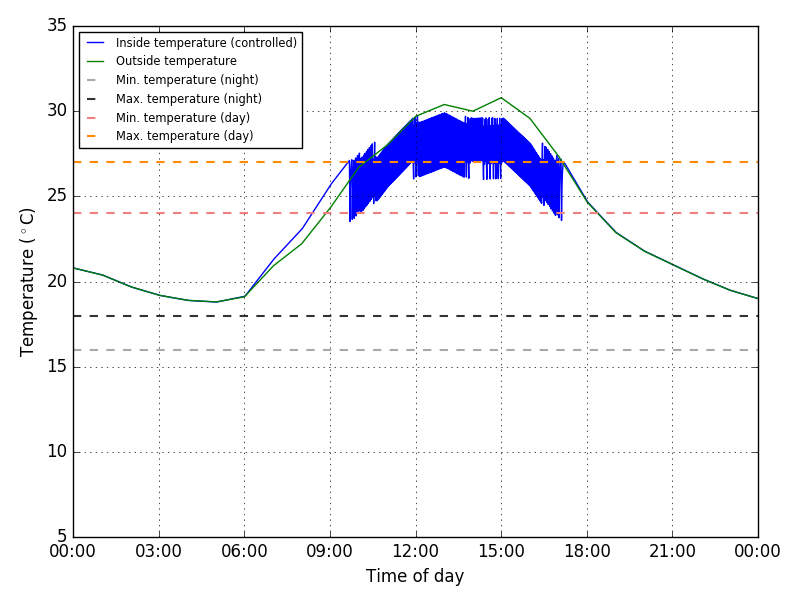 35
30
25
20
15
10
5
Temperature (°C)
Inside temperature (controlled)
Outside temperature
Min. temperature (night)
Max. temperature (night)
Min. temperature (day)
Max. temperature (day)
00:00 03:00 06:00 09:00 12:00 15:00 18:00 21:00 00:00
Time of day